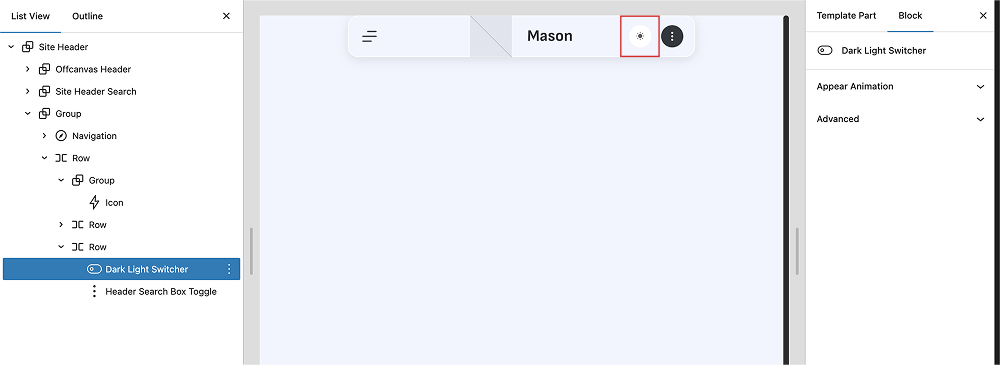 List View
Outline
Site Header
Offcanvas Header
Site Header Search
Group
Navigation
Row
Group
Icon
Row
Row
Dark Light Switcher
Header Search Box Toggle
Mason
Template Part
Block
Dark Light Switcher
Appear Animation
Advanced